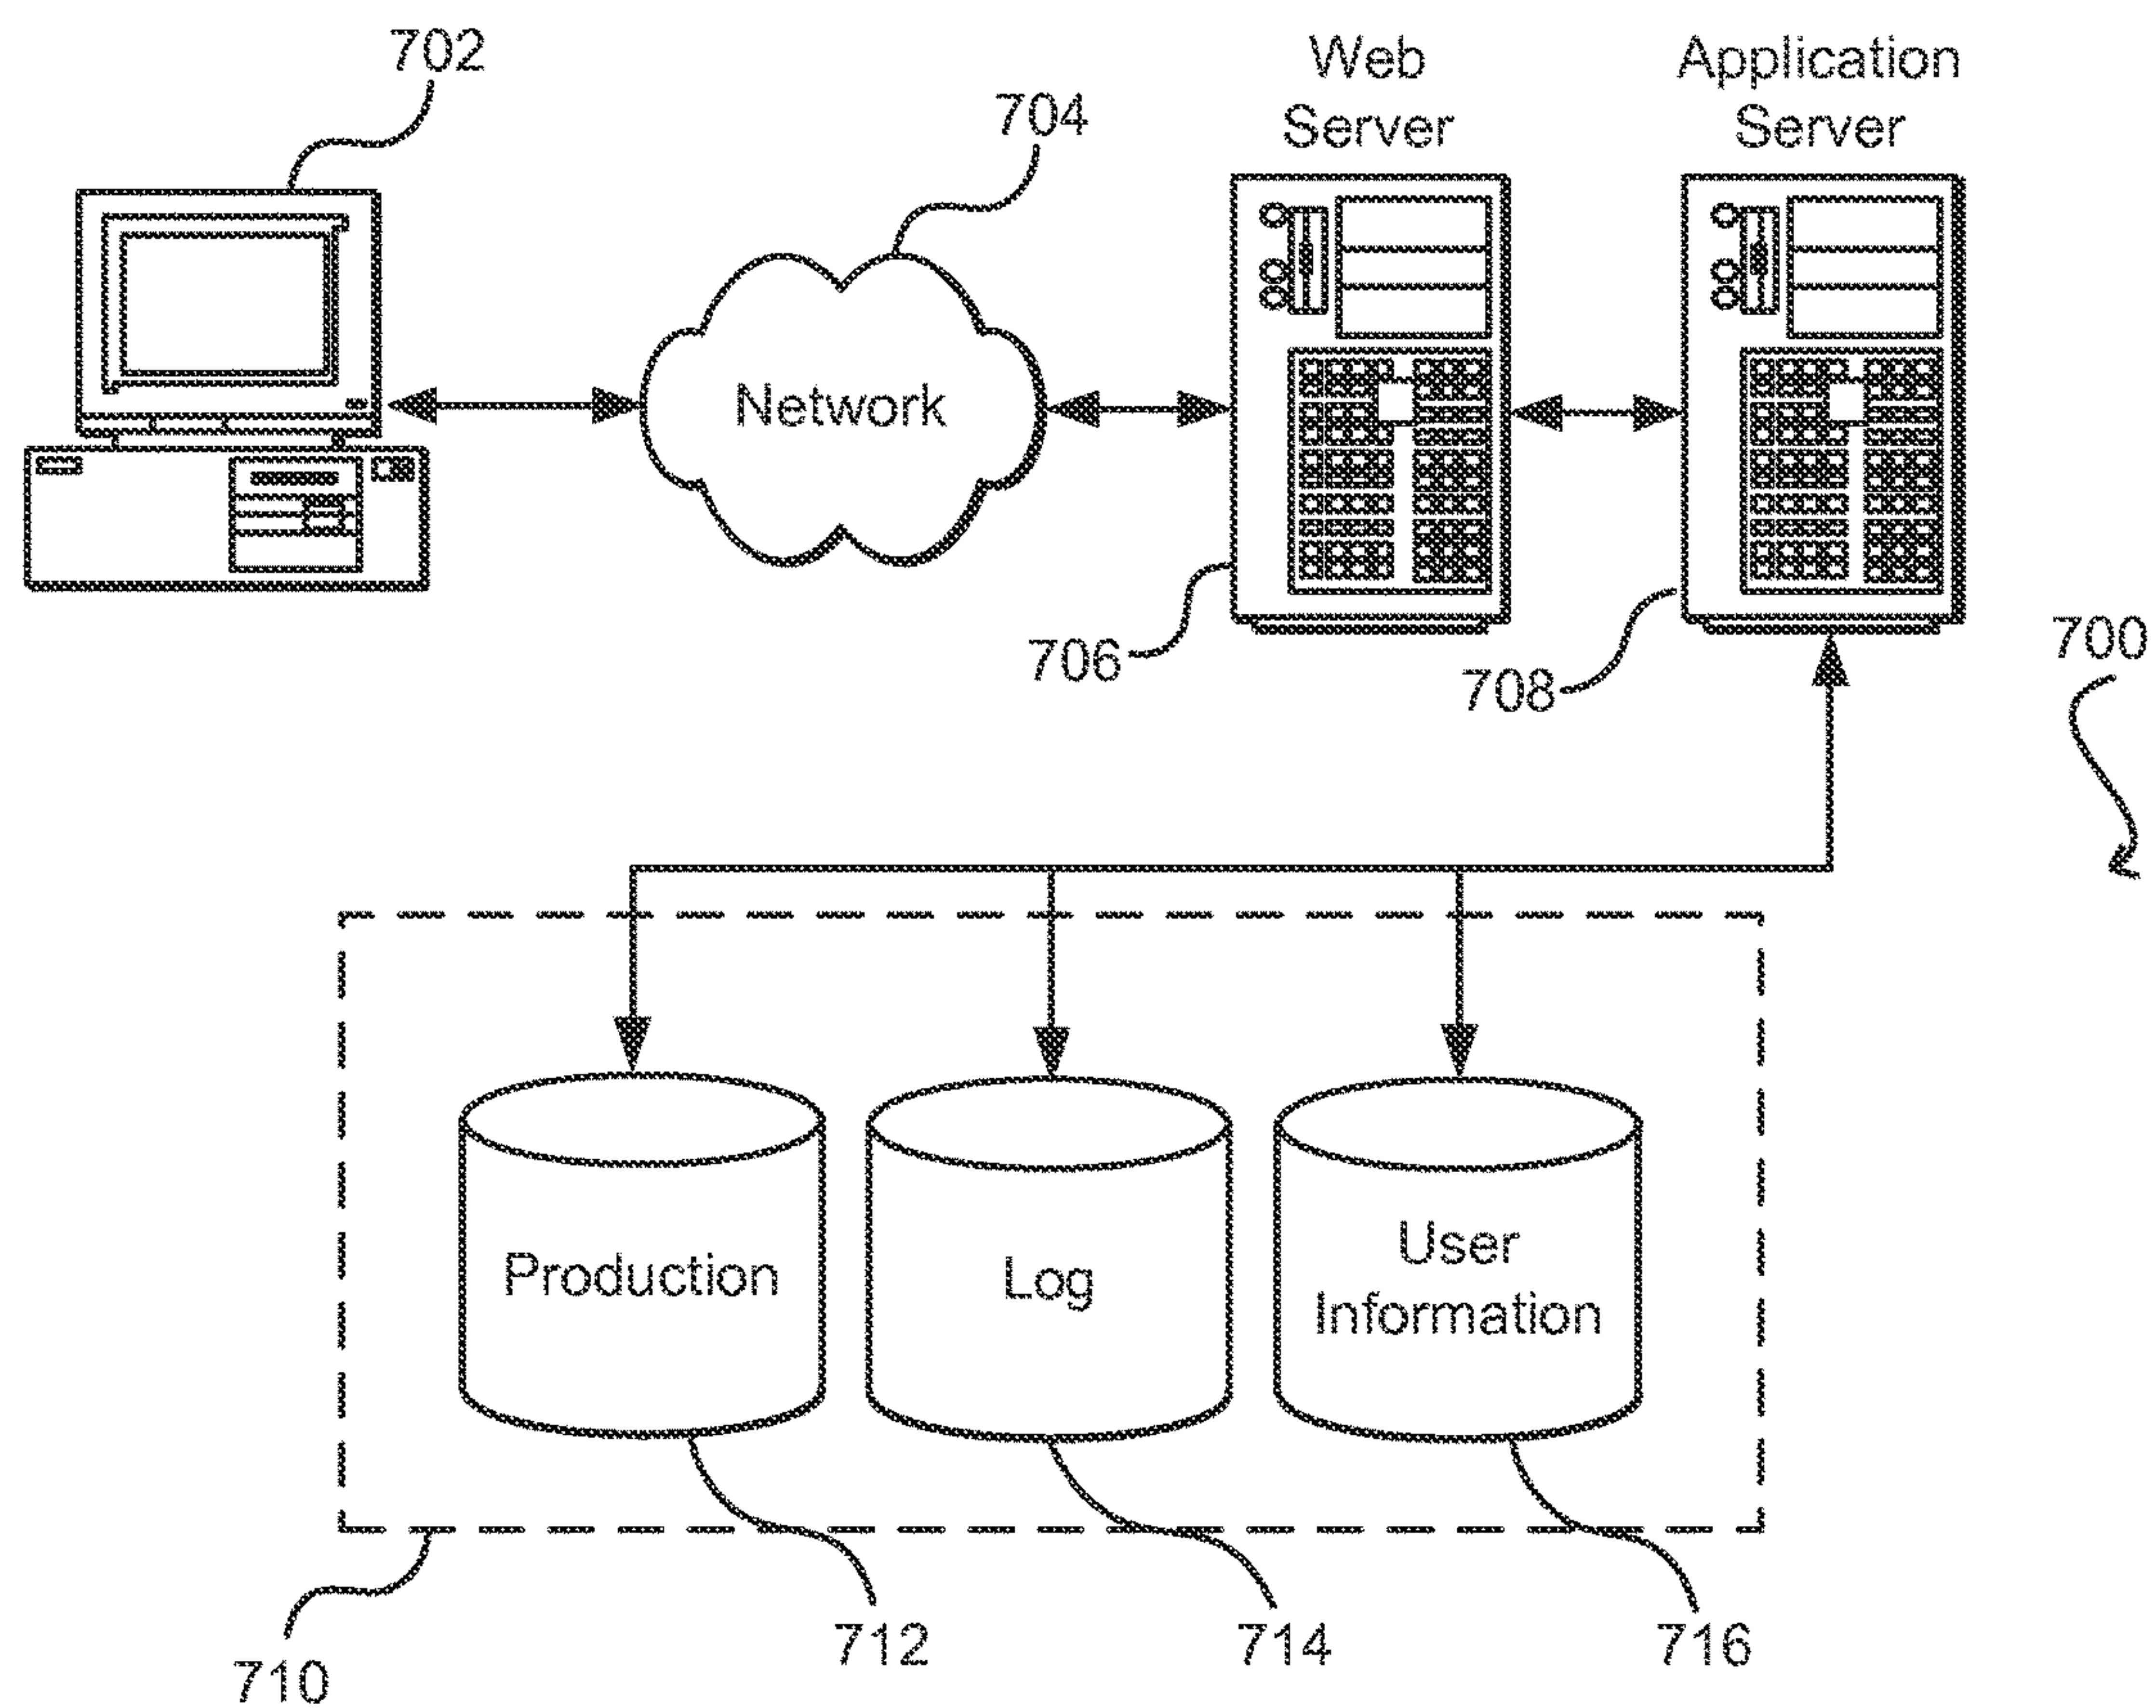 702
704
Web
Server
Application
Server
Network
706
708
700
Production
Log
User
Information
710
712
714
716